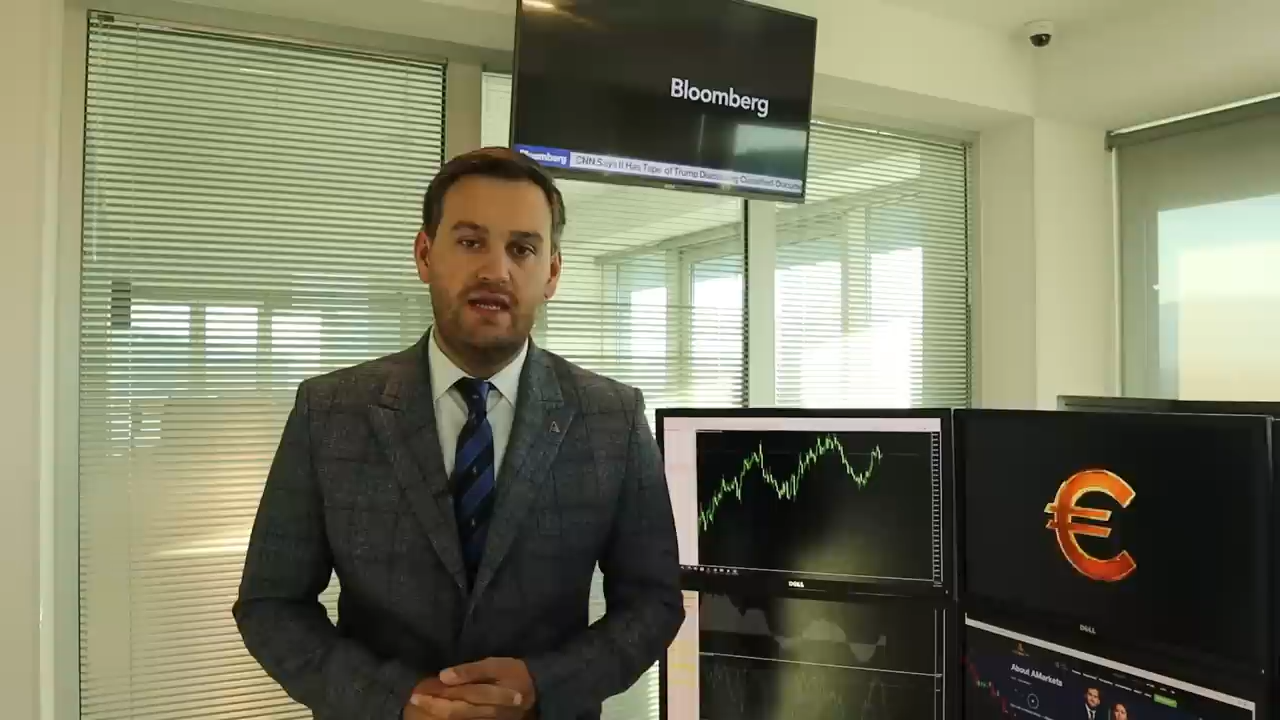 Bloomberg
Bloomberg CNN Says It Has Tape of Trump Discussing Classified Docum
DELL
DELL
About AMarkets